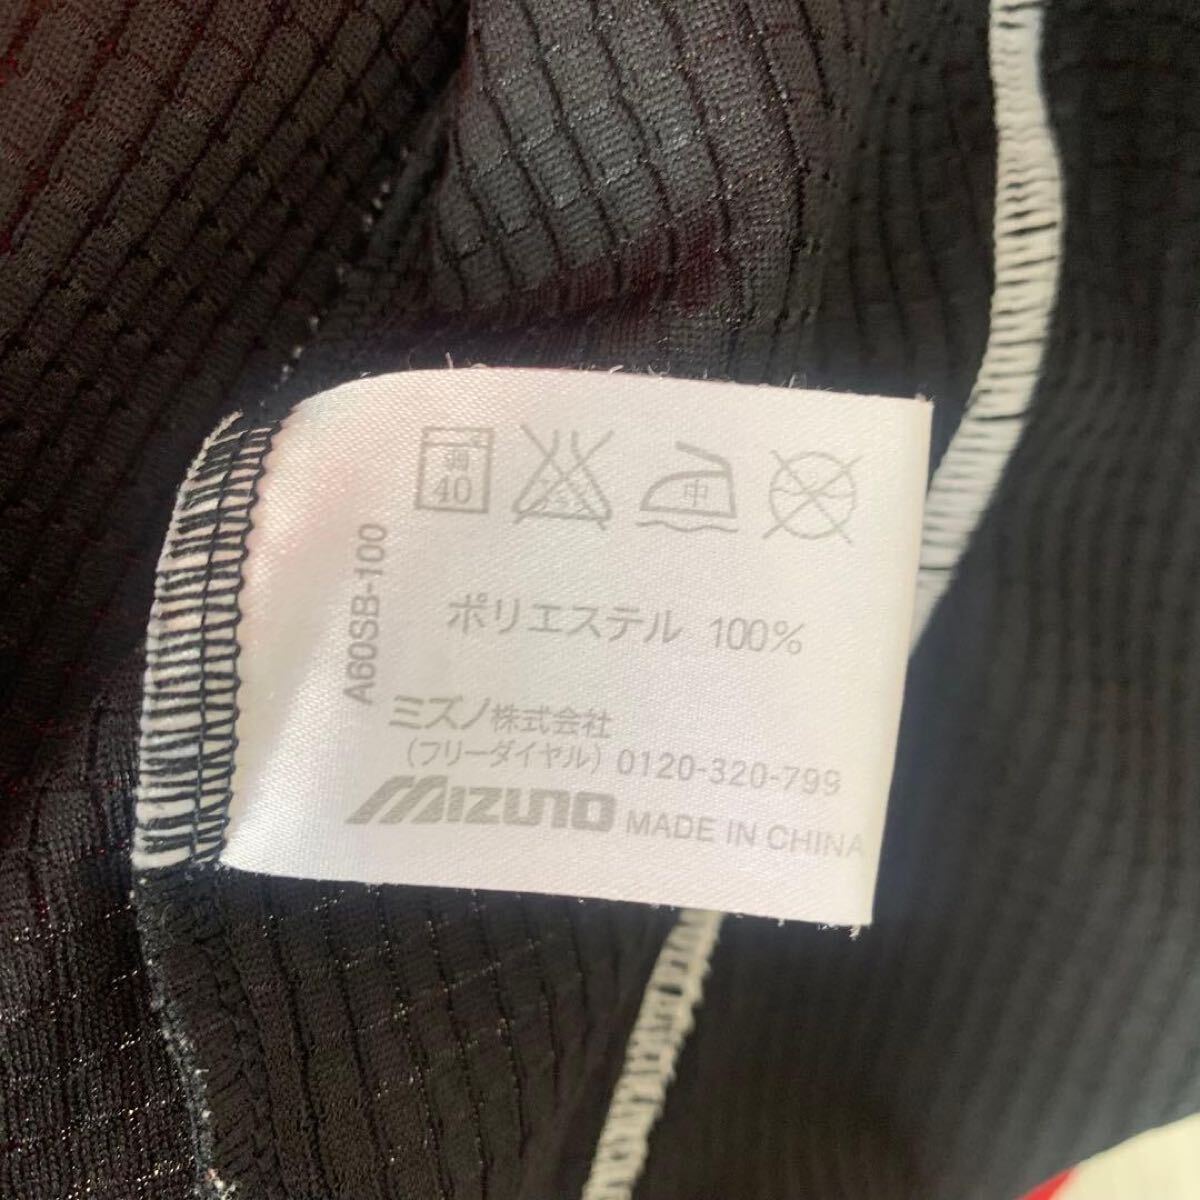 40
中
A60SB-100
ポリエステル 100%
ミズノ株式会社
(フリーダイヤル) 0120-320-799
MIZUNO MADE IN CHINA